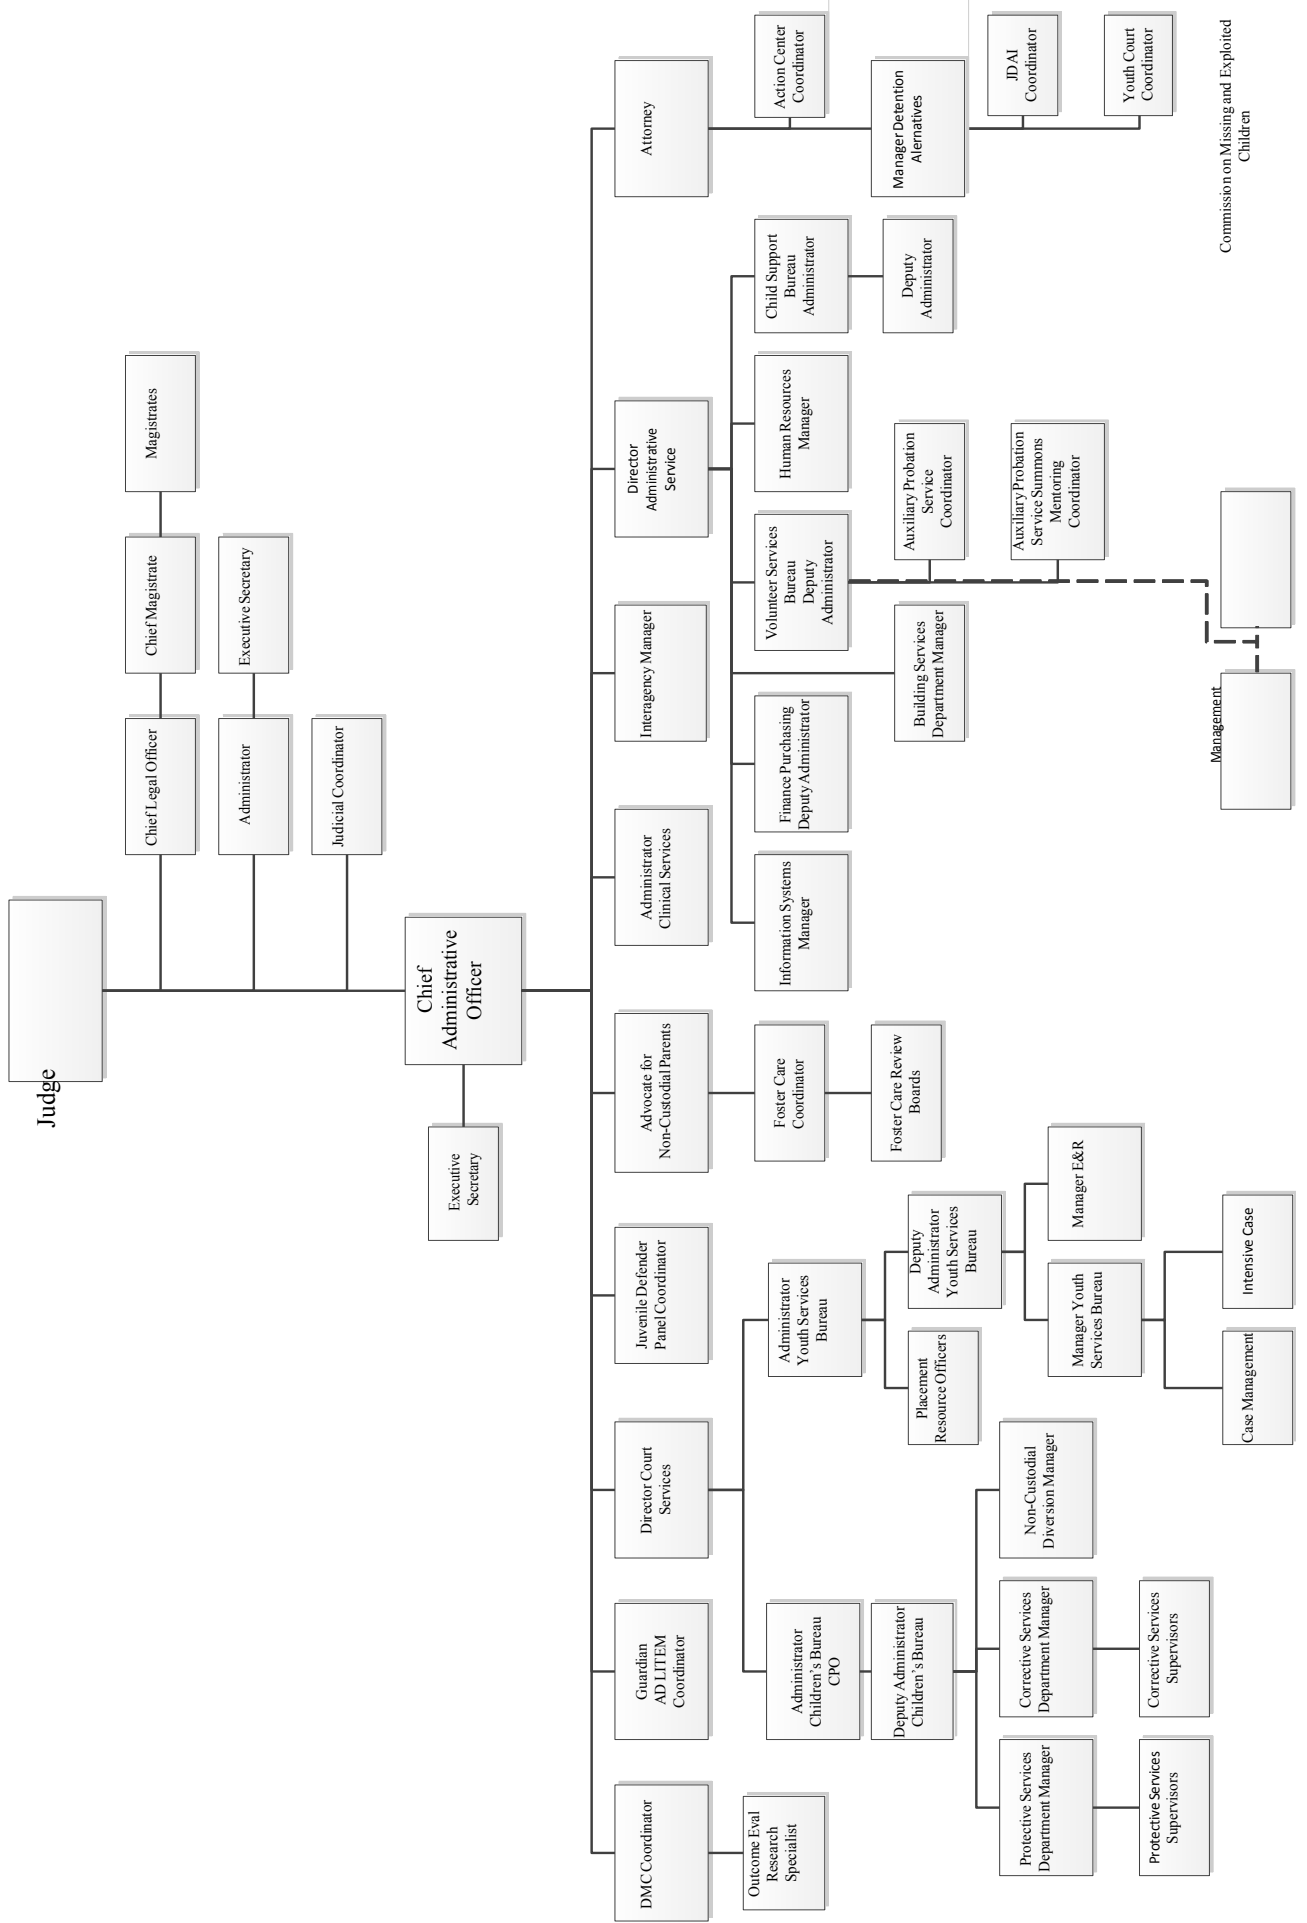 Judge
Chief Legal Officer
Chief Magistrate
Magistrates
Administrator
Executive Secretary
Judicial Coordinator
Chief
Administrative
Officer
Executive
Secretary
DMC Coordinator
Guardian
AD LITEM
Coordinator
Director Court
Services
Juvenile Defender
Panel Coordinator
Advocate for
Non-Custodial Parents
Administrator
Clinical Services
Interagency Manager
Director
Administrative
Service
Attorney
Outcome Eval
Research
Specialist
Administrator
Children's Bureau
CPO
Administrator
Youth Services
Bureau
Foster Care
Coordinator
Information Systems
Manager
Finance Purchasing
Deputy Administrator
Volunteer Services
Bureau
Deputy
Administrator
Human Resources
Manager
Child Support
Bureau
Administrator
Action Center
Coordinator
Deputy Administrator
Children's Bureau
Placement
Resource Officers
Deputy
Administrator
Youth Services
Bureau
Foster Care Review
Boards
Building Services
Department Manager
Auxiliary Probation
Service
Coordinator
Deputy
Administrator
Manager Detention
Alernatives
Protective Services
Department Manager
Corrective Services
Department Manager
Non-Custodial
Diversion Manager
Manager Youth
Services Bureau
Manager E&R
Auxiliary Probation
Service Summons
Mentoring
Coordinator
JDAI
Coordinator
Protective Services
Supervisors
Corrective Services
Supervisors
Youth Court
Coordinator
Case Management
Intensive Case
Management
Commission on Missing and Exploited
Children